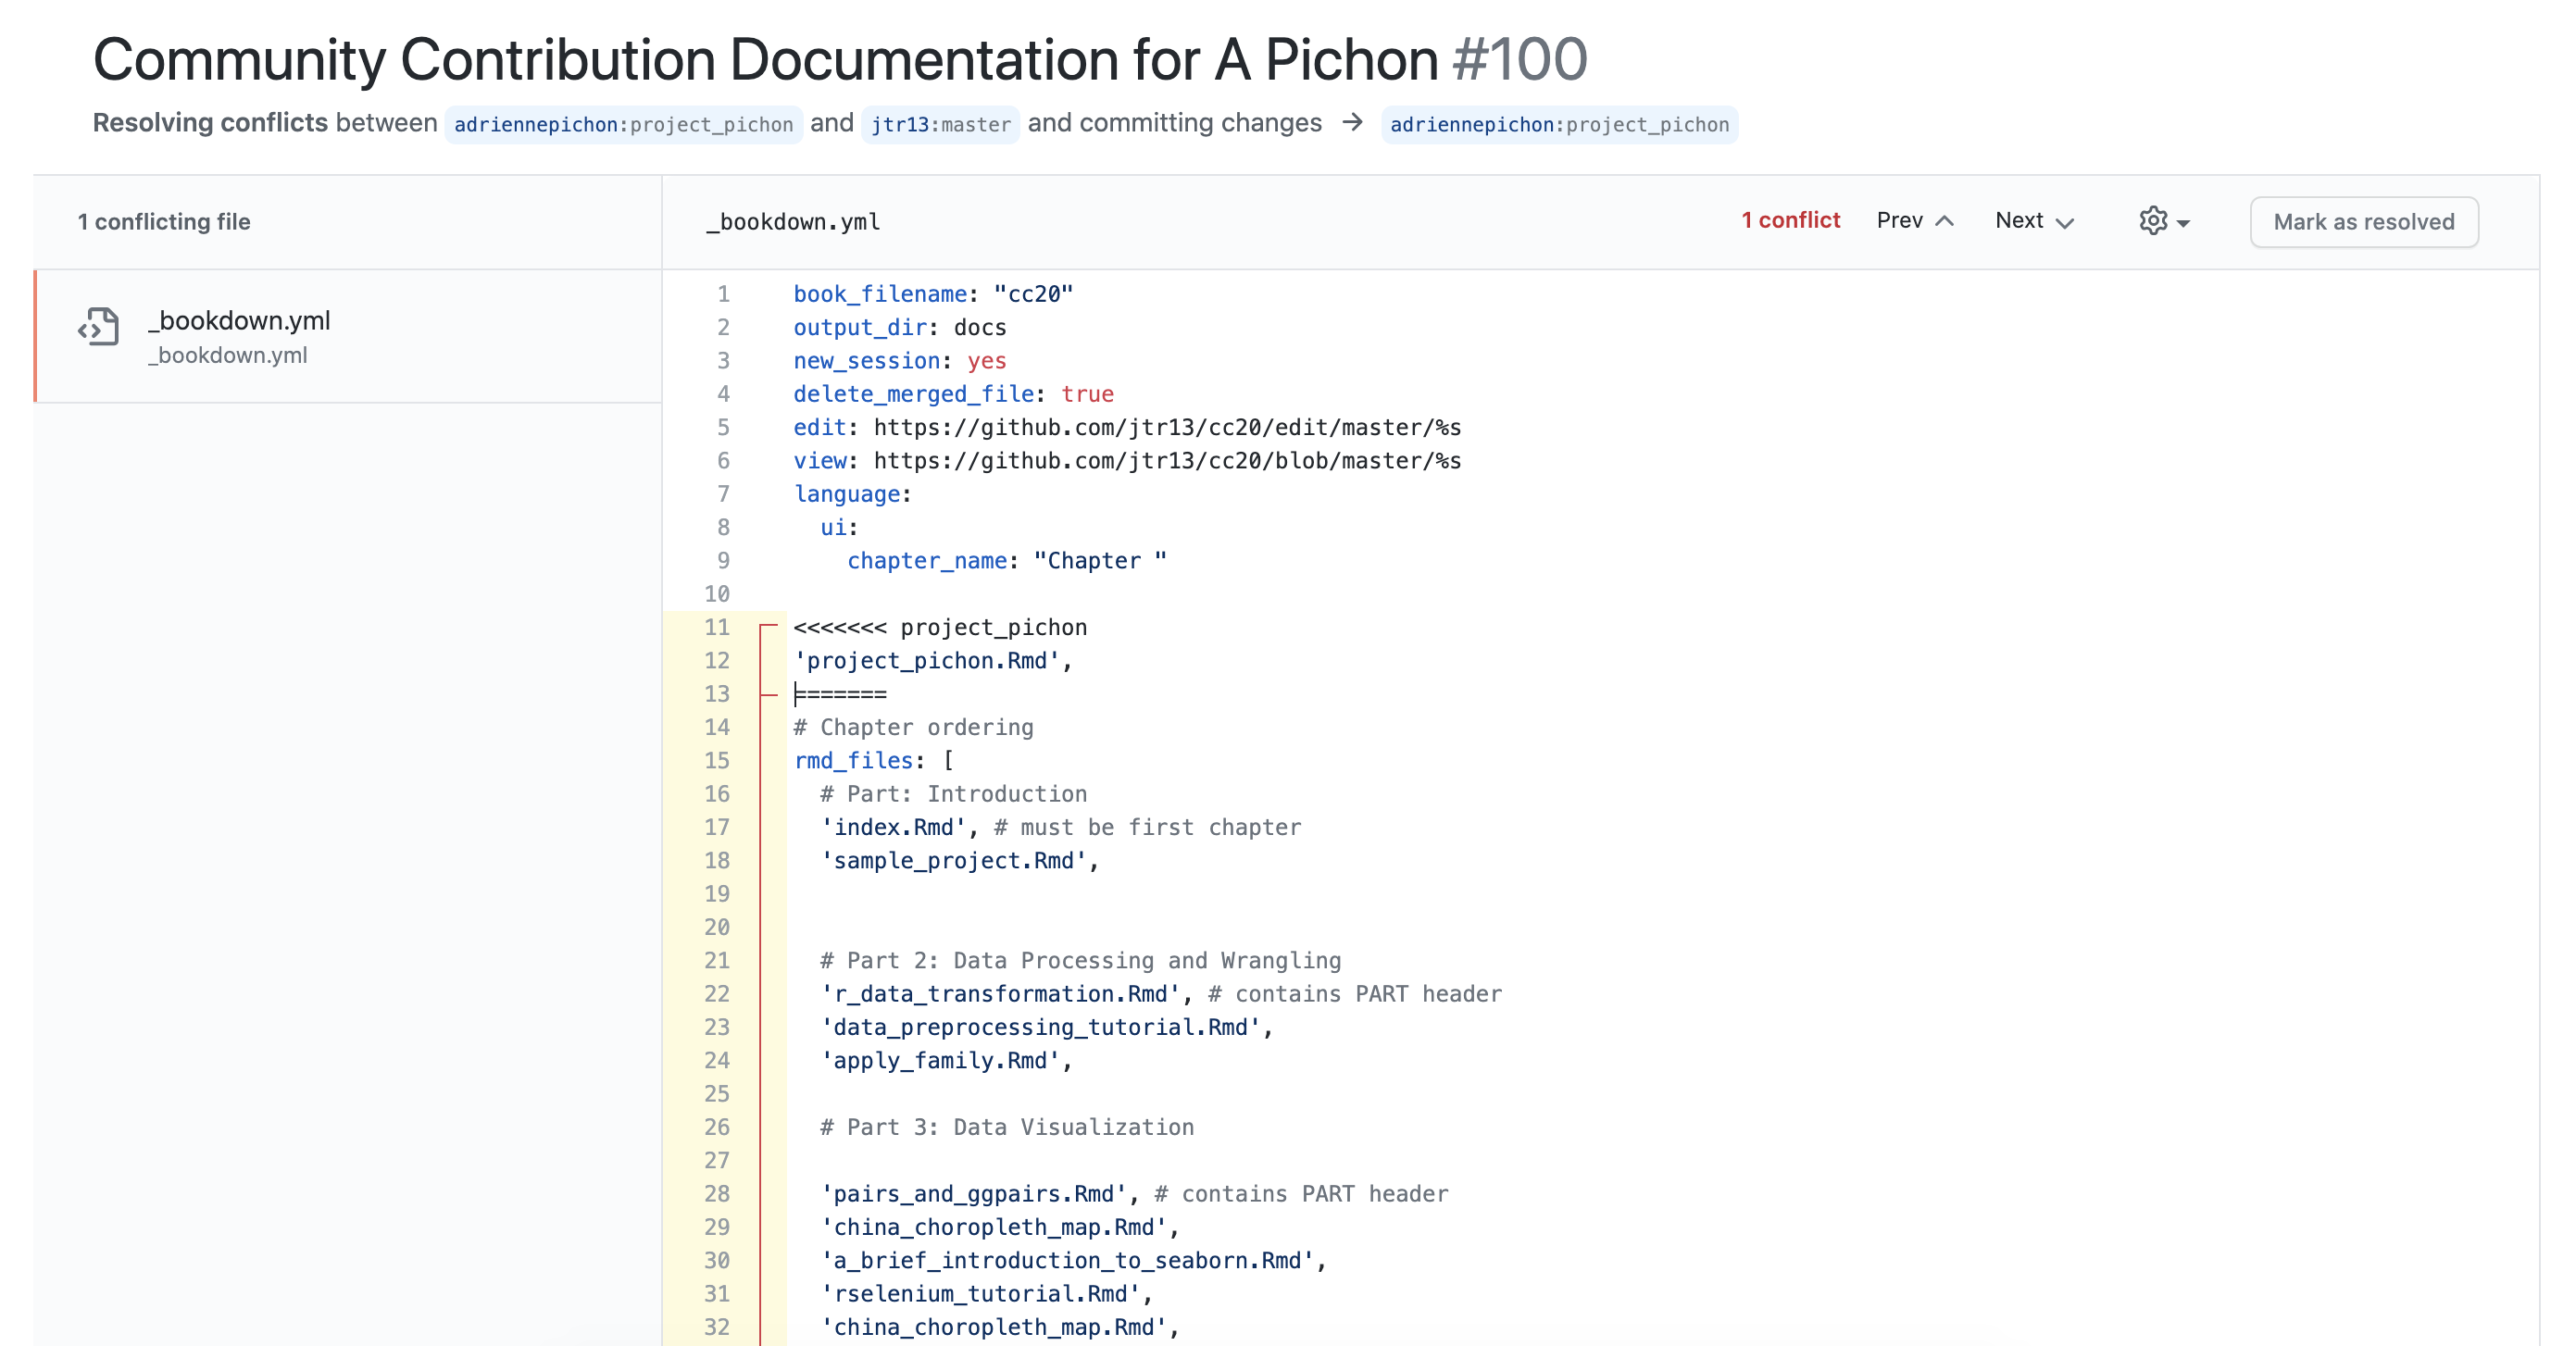 Community Contribution Documentation for A Pichon #100
Resolving conflicts between adriennepichon:project_pichon and jtr13:master and committing changes → adriennepichon:project_pichon
1 conflicting file
_bookdown.yml
_bookdown.yml
_bookdown.yml
1 conflict Prev Next
Mark as resolved
1 book_filename: "cc20"
2 output_dir: docs
3 new_session: yes
4 delete_merged_file: true
5 edit: https://github.com/jtr13/cc20/edit/master/%s
6 view: https://github.com/jtr13/cc20/blob/master/%s
7 language:
8   ui:
9     chapter_name: "Chapter "
10
11 <<<<<<< project_pichon
12 'project_pichon.Rmd',
13 =======
14 # Chapter ordering
15 rmd_files: [
16   # Part: Introduction
17   'index.Rmd', # must be first chapter
18   'sample_project.Rmd',
19
20
21   # Part 2: Data Processing and Wrangling
22   'r_data_transformation.Rmd', # contains PART header
23   'data_preprocessing_tutorial.Rmd',
24   'apply_family.Rmd',
25
26   # Part 3: Data Visualization
27
28   'pairs_and_ggpairs.Rmd', # contains PART header
29   'china_choropleth_map.Rmd',
30   'a_brief_introduction_to_seaborn.Rmd',
31   'rselenium_tutorial.Rmd',
32   'china_choropleth_map.Rmd',